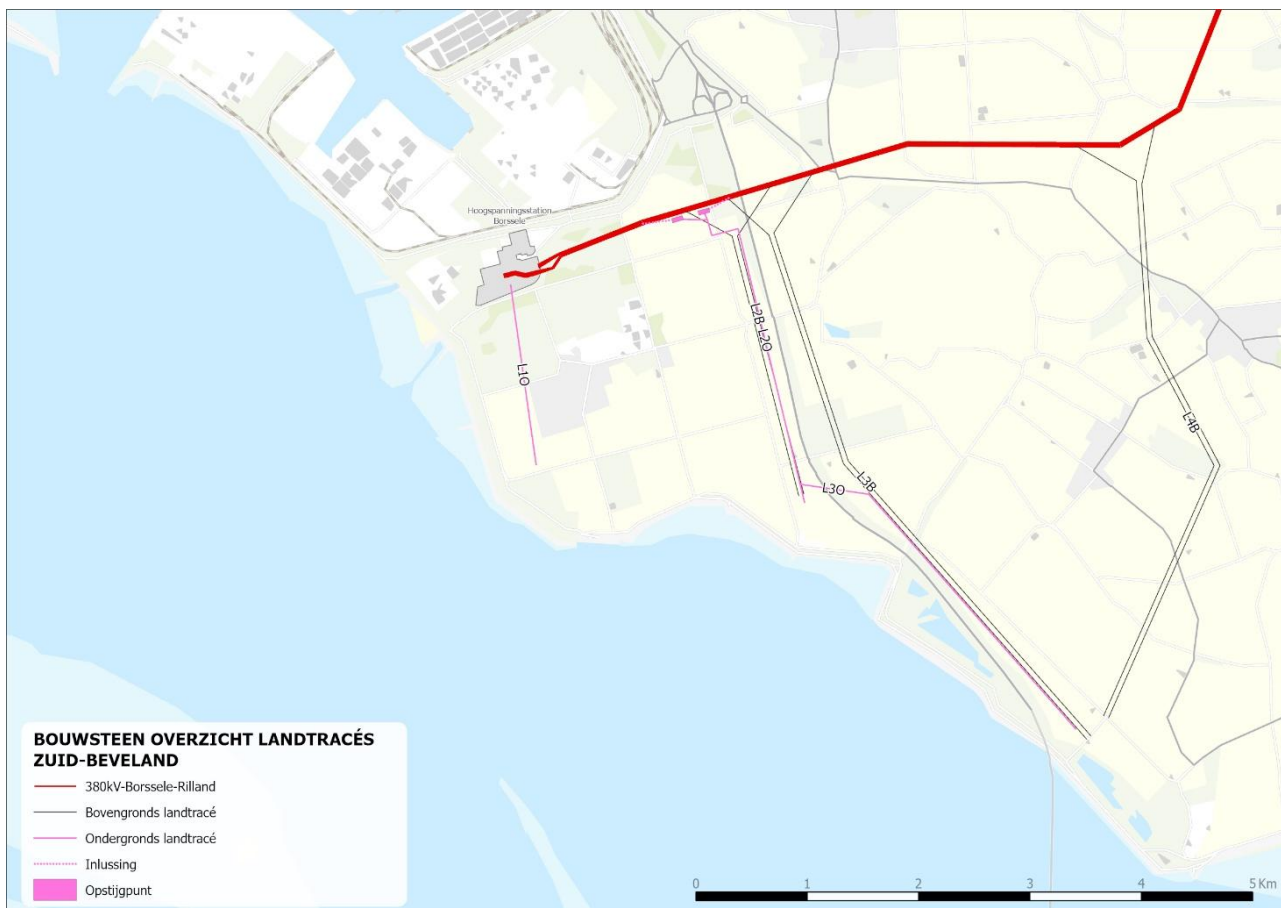 Hoogspanningsstation
Borssele
L1O
L2B-L2O
L3O
L3B
L4B
BOUWSTEEN OVERZICHT LANDTRACÉS
ZUID-BEVELAND
380kV-Borssele-Rilland
Bovengronds landtracé
Ondergronds landtracé
Inlussing
Opstijgpunt
0 1 2 3 4 5 Km